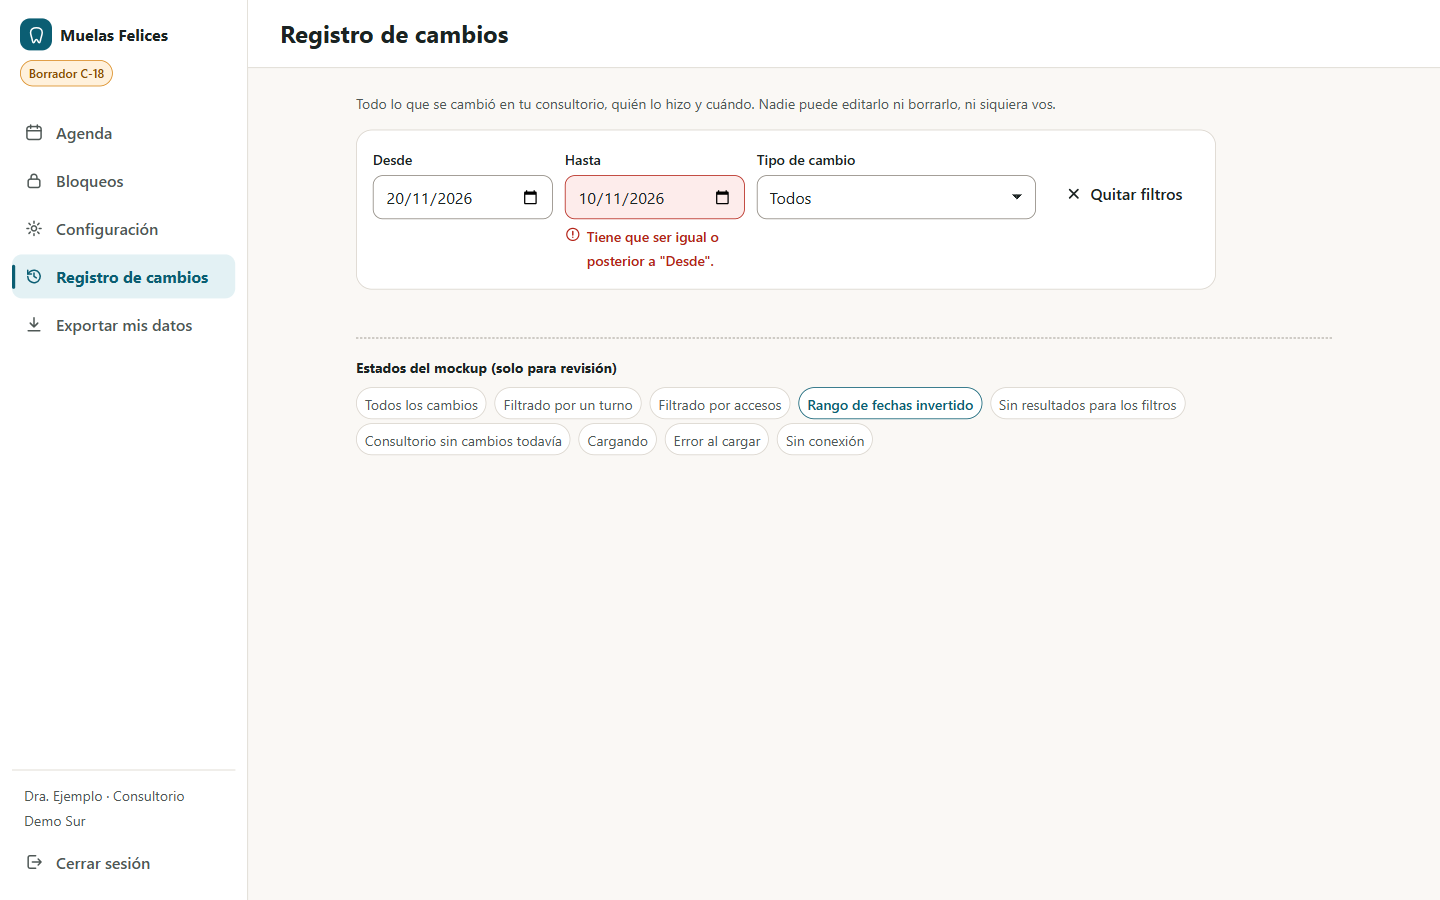 Muelas Felices
Borrador C-18
Agenda
Bloqueos
Configuración
Registro de cambios
Exportar mis datos
Dra. Ejemplo · Consultorio
Demo Sur
Cerrar sesión
Registro de cambios
Todo lo que se cambió en tu consultorio, quién lo hizo y cuándo. Nadie puede editarlo ni borrarlo, ni siquiera vos.
Desde
Hasta
Tipo de cambio
20/11/2026
10/11/2026
Todos
Quitar filtros
Tiene que ser igual o
posterior a "Desde".
Estados del mockup (solo para revisión)
Todos los cambios
Filtrado por un turno
Filtrado por accesos
Rango de fechas invertido
Sin resultados para los filtros
Consultorio sin cambios todavía
Cargando
Error al cargar
Sin conexión